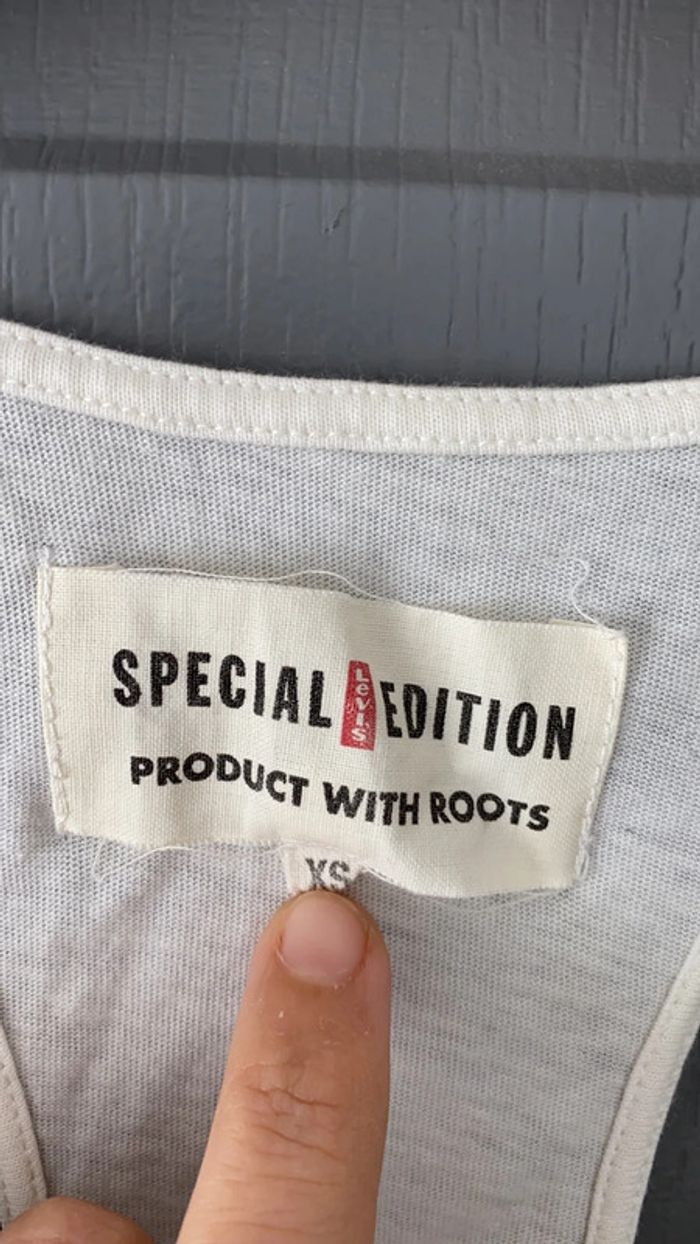 SPECIAL Levi's EDITION
PRODUCT WITH ROOTS
XS